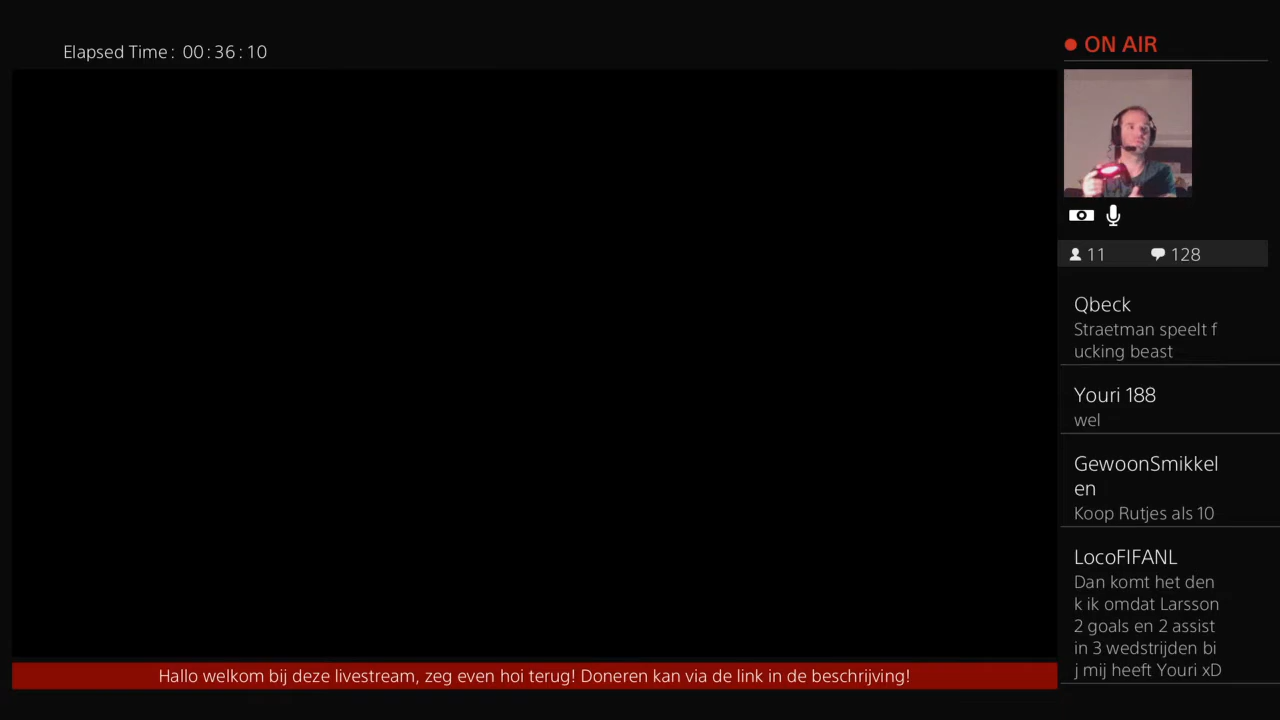 Elapsed Time: 00:36:10
ON AIR
11 128
Qbeck
Straetman speelt f
ucking beast
Youri 188
wel
GewoonSmikkel
en
Koop Rutjes als 10
LocoFIFANL
Dan komt het den
k ik omdat Larsson
2 goals en 2 assist
in 3 wedstrijden bi
j mij heeft Youri xD
Hallo welkom bij deze livestream, zeg even hoi terug! Doneren kan via de link in de beschrijving!